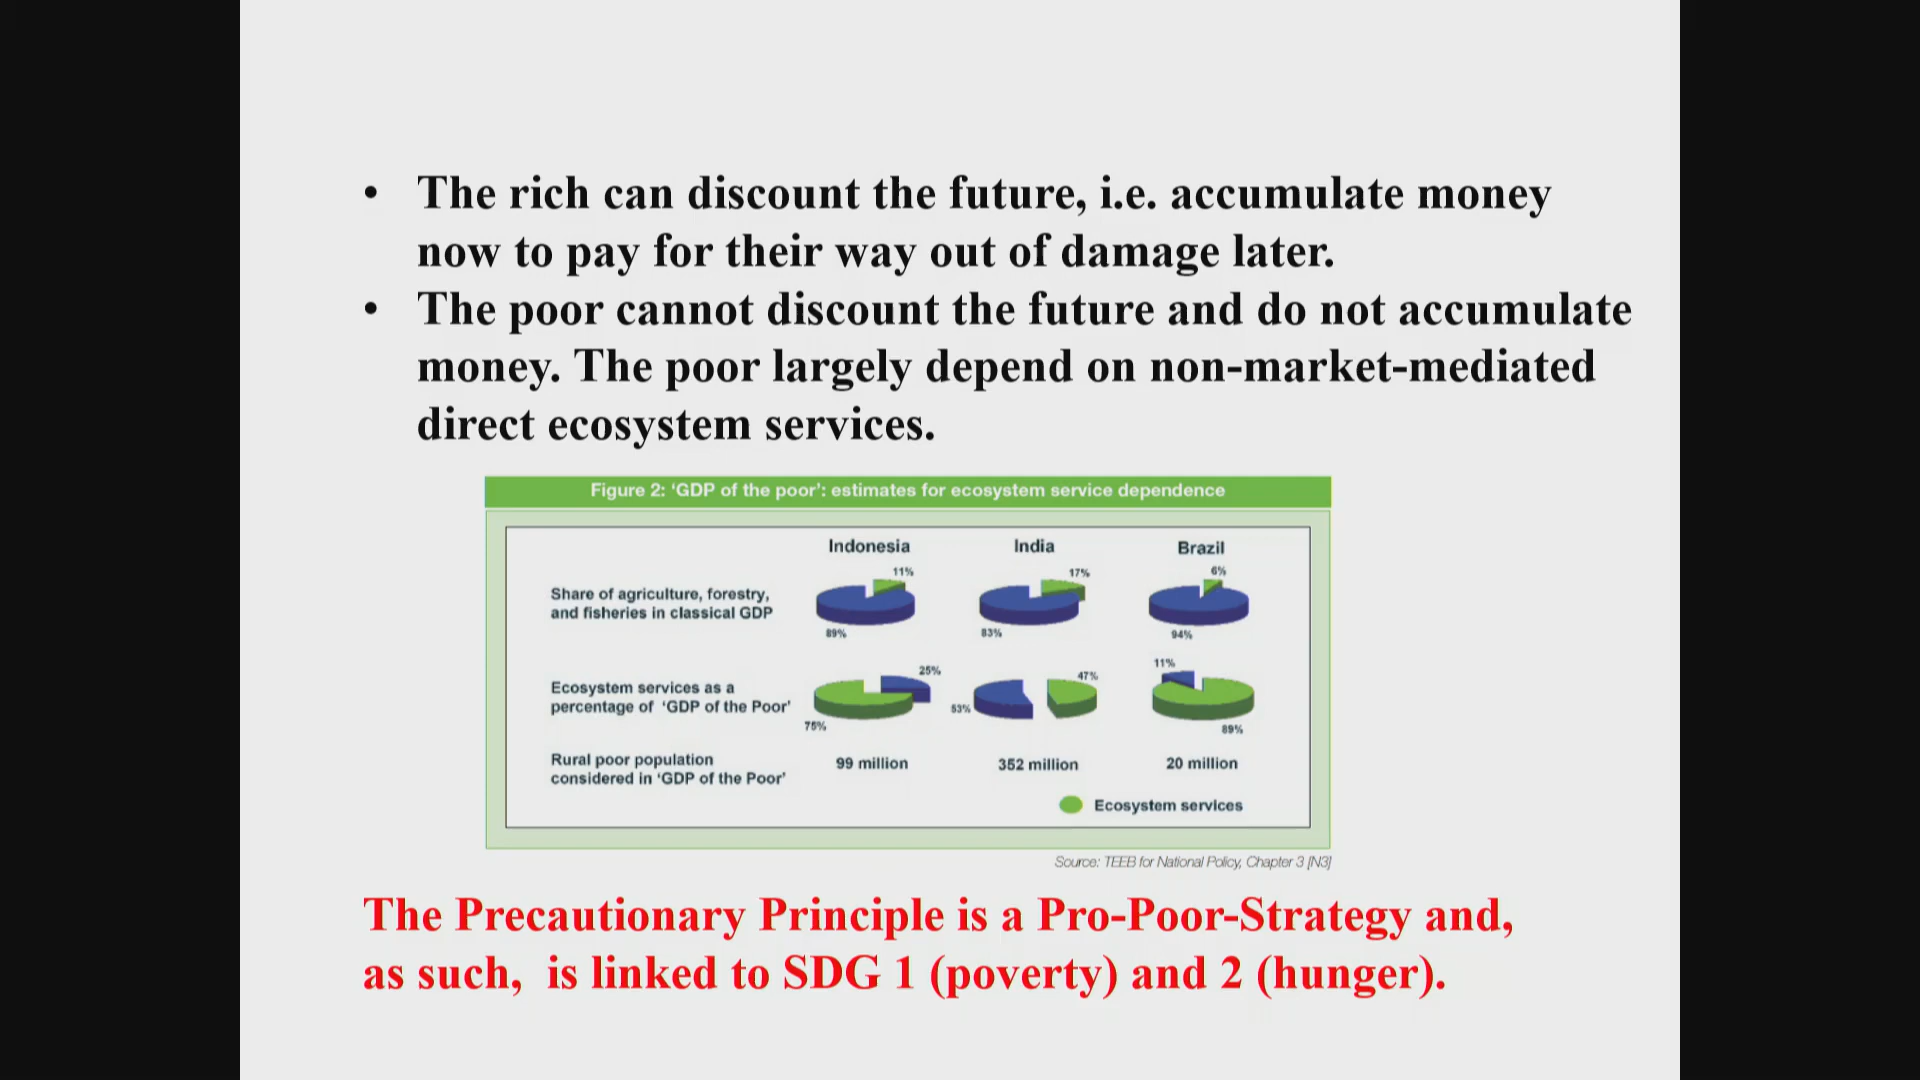 • The rich can discount the future, i.e. accumulate money
now to pay for their way out of damage later.
• The poor cannot discount the future and do not accumulate
money. The poor largely depend on non-market-mediated
direct ecosystem services.
Figure 2: ‘GDP of the poor’: estimates for ecosystem service dependence
Indonesia India Brazil
11% 17% 6%
Share of agriculture, forestry,
and fisheries in classical GDP
89% 83% 94%
25% 47% 11%
Ecosystem services as a
percentage of ‘GDP of the Poor’
75% 53% 89%
Rural poor population
considered in ‘GDP of the Poor’
99 million 352 million 20 million
Ecosystem services
Source: TEEB for National Policy, Chapter 3 [N3]
The Precautionary Principle is a Pro-Poor-Strategy and,
as such, is linked to SDG 1 (poverty) and 2 (hunger).